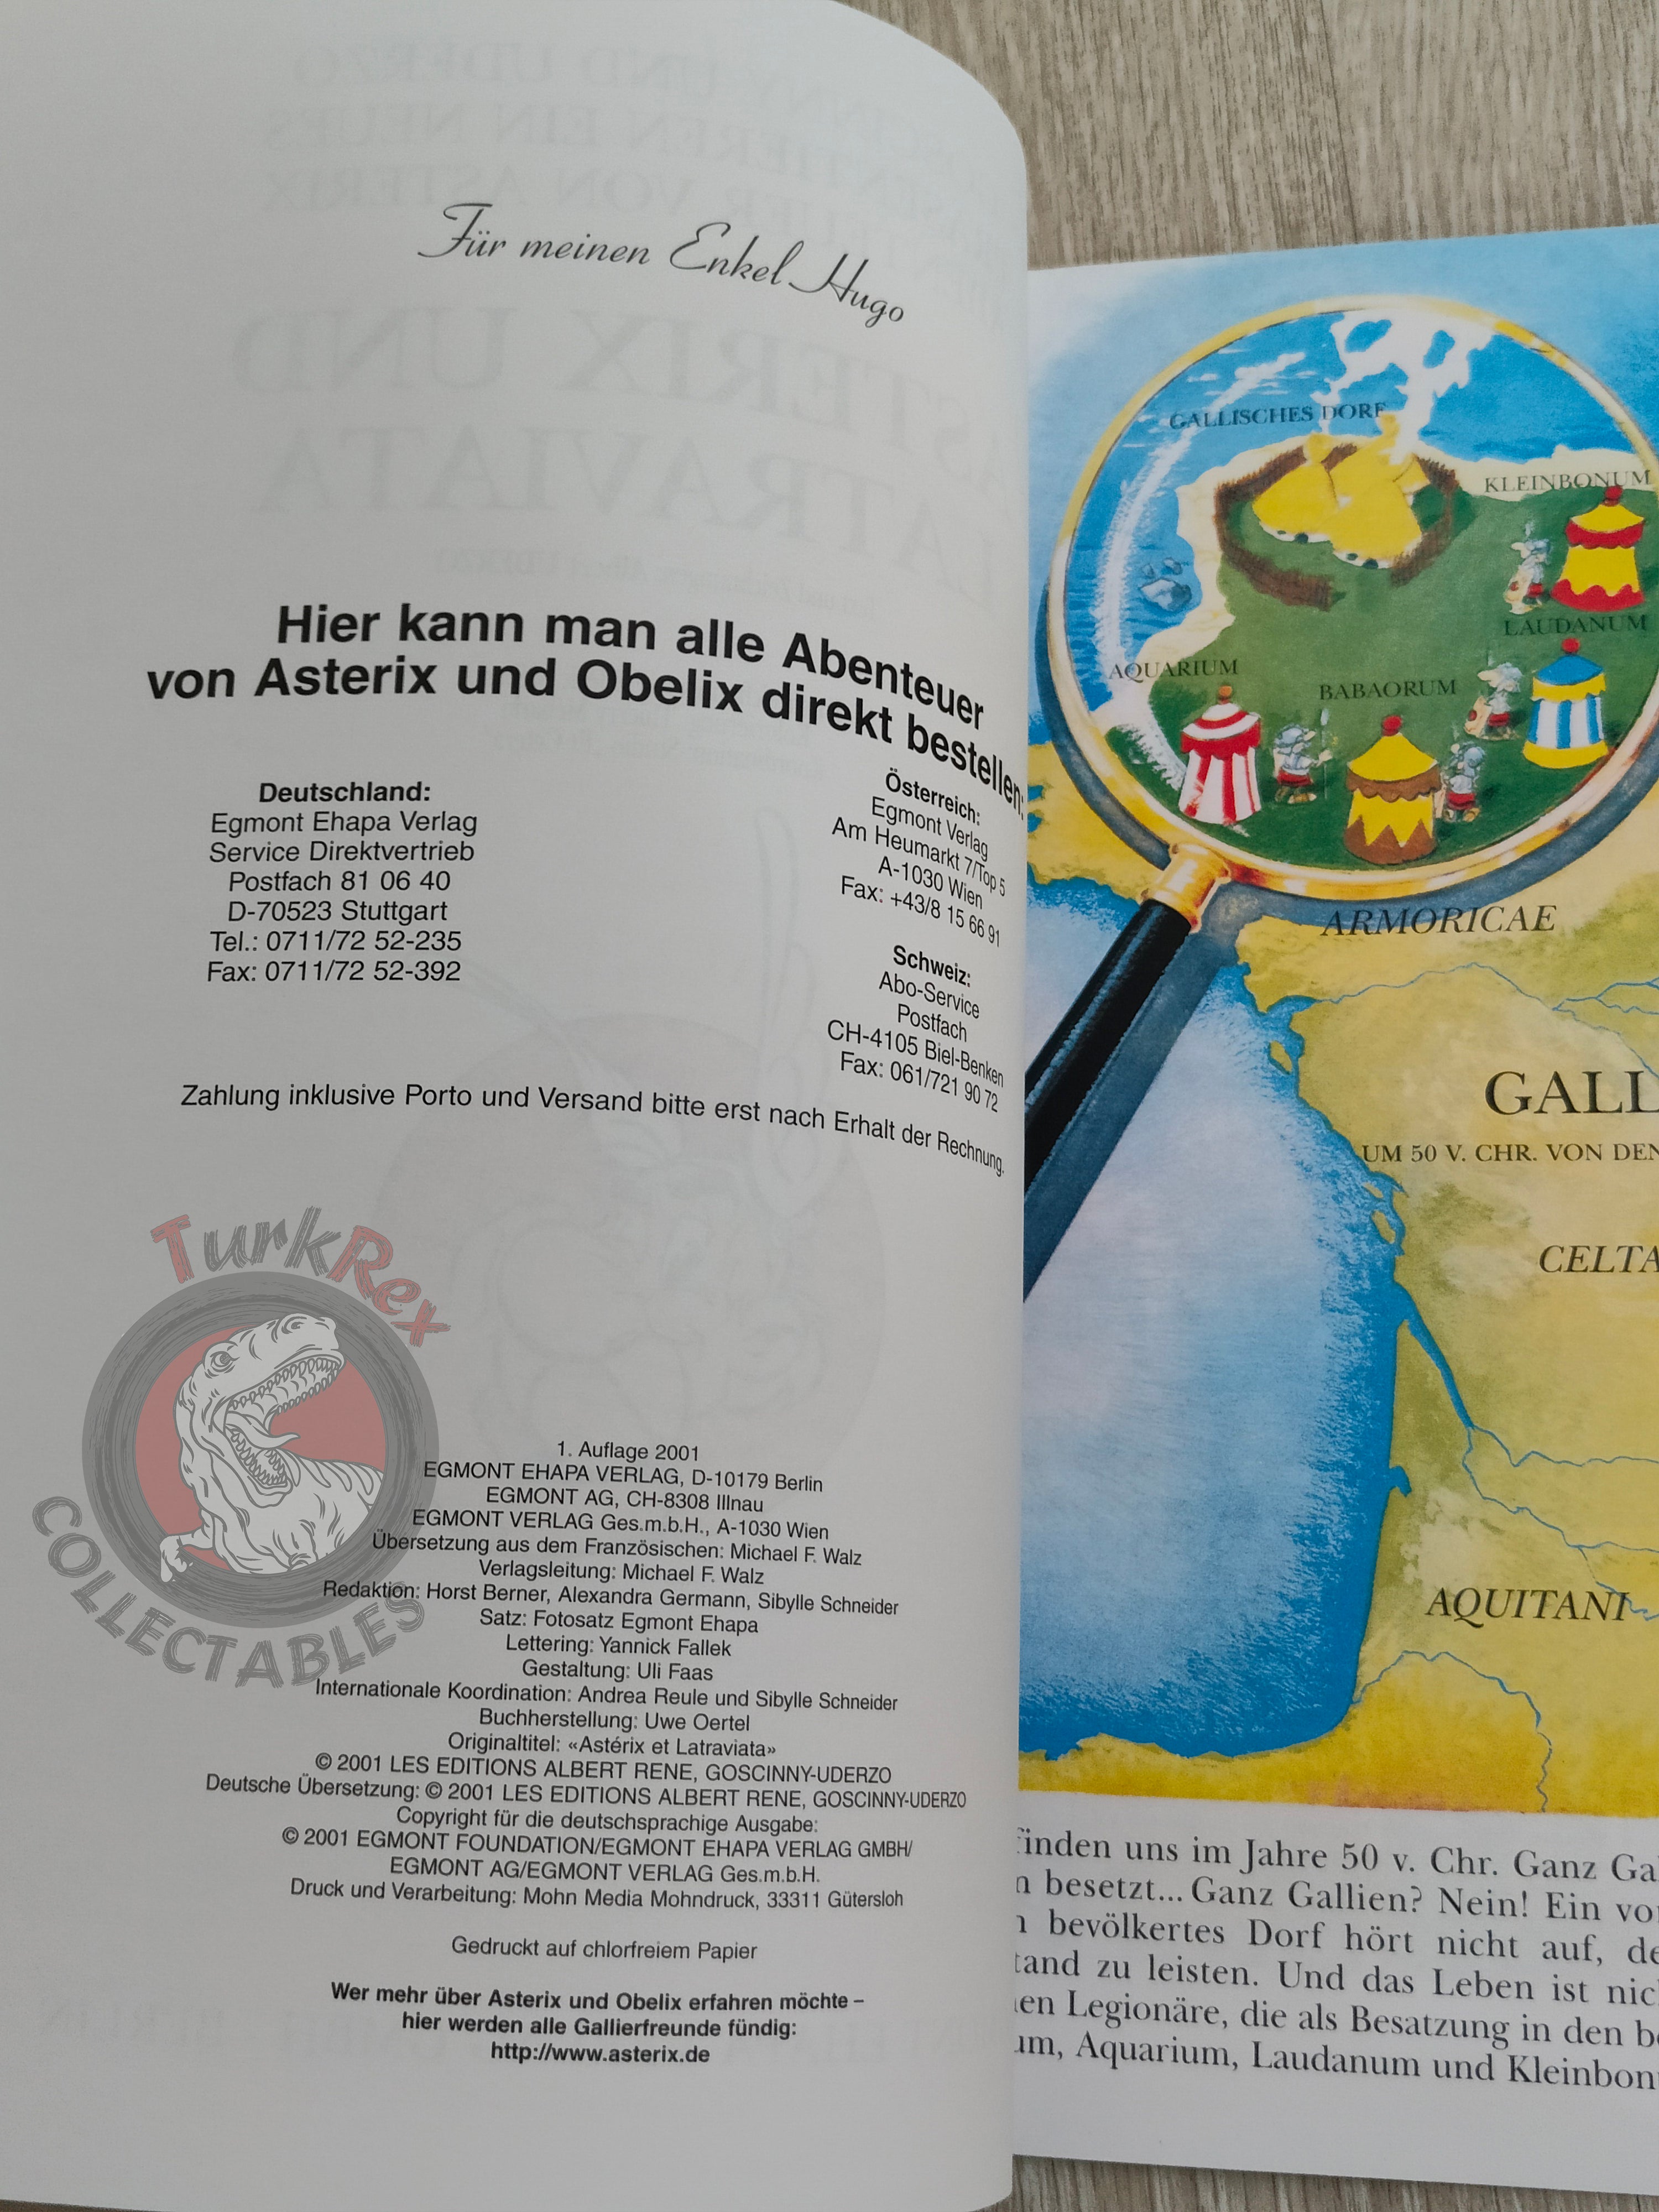 Für meinen Enkel Hugo
Hier kann man alle Abenteuer
von Asterix und Obelix direkt bestellen:
Deutschland:
Egmont Ehapa Verlag
Service Direktvertrieb
Postfach 81 06 40
D-70523 Stuttgart
Tel.: 0711/72 52-235
Fax: 0711/72 52-392
Österreich:
Egmont Verlag
Am Heumarkt 7/Top 5
A-1030 Wien
Fax: +43/8 15 66 91
Schweiz:
Abo-Service
Postfach
CH-4105 Biel-Benken
Fax: 061/721 90 72
Zahlung inklusive Porto und Versand bitte erst nach Erhalt der Rechnung.
TurkRex
COLLECTABLES
1. Auflage 2001
EGMONT EHAPA VERLAG, D-10179 Berlin
EGMONT AG, CH-8308 Illnau
EGMONT VERLAG Ges.m.b.H., A-1030 Wien
Übersetzung aus dem Französischen: Michael F. Walz
Verlagsleitung: Michael F. Walz
Redaktion: Horst Berner, Alexandra Germann, Sibylle Schneider
Satz: Fotosatz Egmont Ehapa
Lettering: Yannick Fallek
Gestaltung: Uli Faas
Internationale Koordination: Andrea Reule und Sibylle Schneider
Buchherstellung: Uwe Oertel
Originaltitel: «Astérix et Latraviata»
© 2001 LES EDITIONS ALBERT RENE, GOSCINNY-UDERZO
Deutsche Übersetzung: © 2001 LES EDITIONS ALBERT RENE, GOSCINNY-UDERZO
Copyright für die deutschsprachige Ausgabe:
© 2001 EGMONT FOUNDATION/EGMONT EHAPA VERLAG GMBH/
EGMONT AG/EGMONT VERLAG Ges.m.b.H.
Druck und Verarbeitung: Mohn Media Mohndruck, 33311 Gütersloh
Gedruckt auf chlorfreiem Papier
Wer mehr über Asterix und Obelix erfahren möchte –
hier werden alle Gallierfreunde fündig:
http://www.asterix.de
GALLISCHES DORF
KLEINBONUM
LAUDANUM
AQUARIUM
BABAORUM
ARMORICAE
GALL
UM 50 V. CHR. VON DEN
CELTA
AQUITANI
finden uns im Jahre 50 v. Chr. Ganz Ga
n besetzt... Ganz Gallien? Nein! Ein vo
n bevölkertes Dorf hört nicht auf, de
tand zu leisten. Und das Leben ist nic
en Legionäre, die als Besatzung in den b
um, Aquarium, Laudanum und Kleinbon